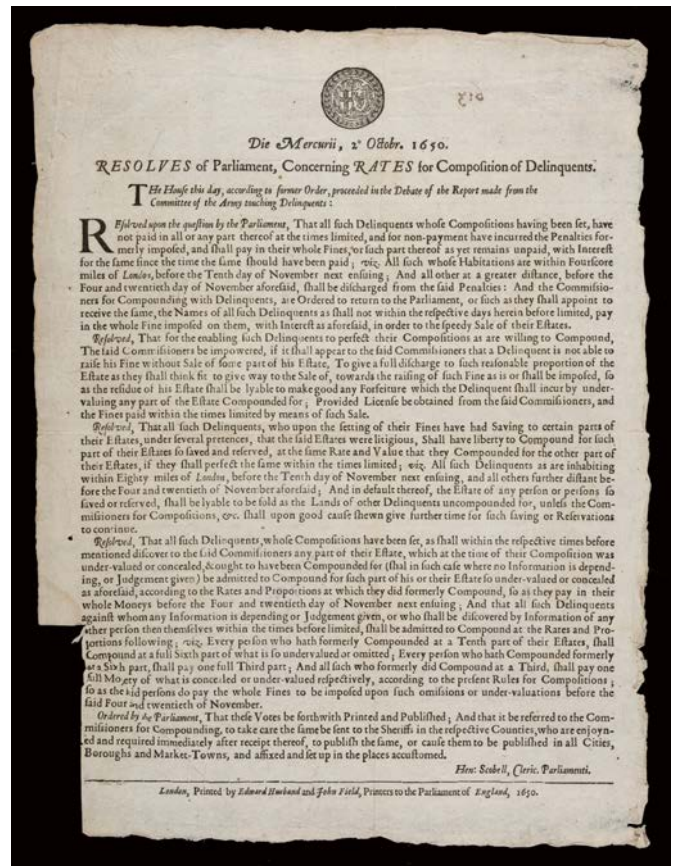 Die Mercurii, 2º Octobr. 1650.
RESOLVES of Parliament, Concerning RATES for Composition of Delinquents.
THe House this day, according to former Order, proceeded in the Debate of the Report made from the
Committee of the Army touching Delinquents:
REsolved upon the question by the Parliament, That all such Delinquents whose Compositions having been set, have
not paid in all or any part thereof at the times limited, and for non-payment have incurred the Penalties for-
merly imposed, and shall pay in their whole Fines, or such part thereof as yet remains unpaid, with Interest
for the same since the time the same should have been paid; viz. All such whose Habitations are within Fourscore
miles of London, before the Tenth day of November next ensuing; And all other at a greater distance, before the
Four and twentieth day of November aforesaid, shall be discharged from the said Penalties: And the Commissio-
ners for Compounding with Delinquents, are Ordered to return to the Parliament, or such as they shall appoint to
receive the same, the Names of all such Delinquents as shall not within the respective days herein before limited, pay
in the whole Fine imposed on them, with Interest as aforesaid, in order to the speedy Sale of their Estates.
Resolved, That for the enabling such Delinquents to perfect their Compositions as are willing to Compound,
The said Commissioners be impowered, if it shall appear to the said Commissioners that a Delinquent is not able to
raise his Fine without Sale of some part of his Estate, To give a full discharge to such reasonable proportion of the
Estate as they shall think fit to give way to the Sale of, towards the raising of such Fine as is or shall be imposed, so
as the residue of his Estate shall be lyable to make good any Forfeiture which the Delinquent shall incur by under-
valuing any part of the Estate Compounded for; Provided License be obtained from the said Commissioners, and
the Fines paid within the times limited by means of such Sale.
Resolved, That all such Delinquents, who upon the setting of their Fines have had Saving to certain parts of
their Estates, under several pretences, that the said Estates were litigious, Shall have liberty to Compound for such
part of their Estates so saved and reserved, at the same Rate and Value that they Compounded for the other part of
their Estates, if they shall perfect the same within the times limited; viz. All such Delinquents as are inhabiting
within Eighty miles of London, before the Tenth day of November next ensuing, and all others further distant be-
fore the Four and twentieth of November aforesaid; And in default thereof, the Estate of any person or persons so
saved or reserved, shall be lyable to be sold as the Lands of other Delinquents uncompounded for, unless the Com-
missioners for Compositions, &c. shall upon good cause shewn give further time for such saving or Reservations
to continue.
Resolved, That all such Delinquents, whose Compositions have been set, as shall within the respective times before
mentioned discover to the said Commissioners any part of their Estate, which at the time of their Composition was
under-valued or concealed, & ought to have been Compounded for (shal in such case where no Information is depend-
ing, or Judgement given) be admitted to Compound for such part of his or their Estate so under-valued or concealed
as aforesaid, according to the Rates and Proportions at which they did formerly Compound, so as they pay in their
whole Moneys before the Four and twentieth day of November next ensuing; And that all such Delinquents
against whom any Information is depending or Judgement given, or who shall be discovered by Information of any
other person then themselves within the times before limited, shall be admitted to Compound at the Rates and Pro-
portions following; viz. Every person who hath formerly Compounded at a Tenth part of their Estates, shall
Compound at a full Sixth part of what is so undervalued or omitted; Every person who hath Compounded formerly
at a Sixth part, shall pay one full Third part; And all such who formerly did Compound at a Third, shall pay one
full Moyety of what is concealed or under-valued respectively, according to the present Rules for Compositions;
so as the said persons do pay the whole Fines to be imposed upon such omissions or under-valuations before the
said Four and twentieth of November.
Ordered by the Parliament, That these Votes be forthwith Printed and Published; And that it be referred to the Com-
missioners for Compounding, to take care the same be sent to the Sheriffs in the respective Counties, who are enjoyn-
ed and required immediately after receipt thereof, to publish the same, or cause them to be published in all Cities,
Boroughs and Market-Towns, and affixed and set up in the places accustomed.
Hen: Scobell, Cleric. Parliamenti.
London, Printed by Edward Husband and John Field, Printers to the Parliament of England, 1650.